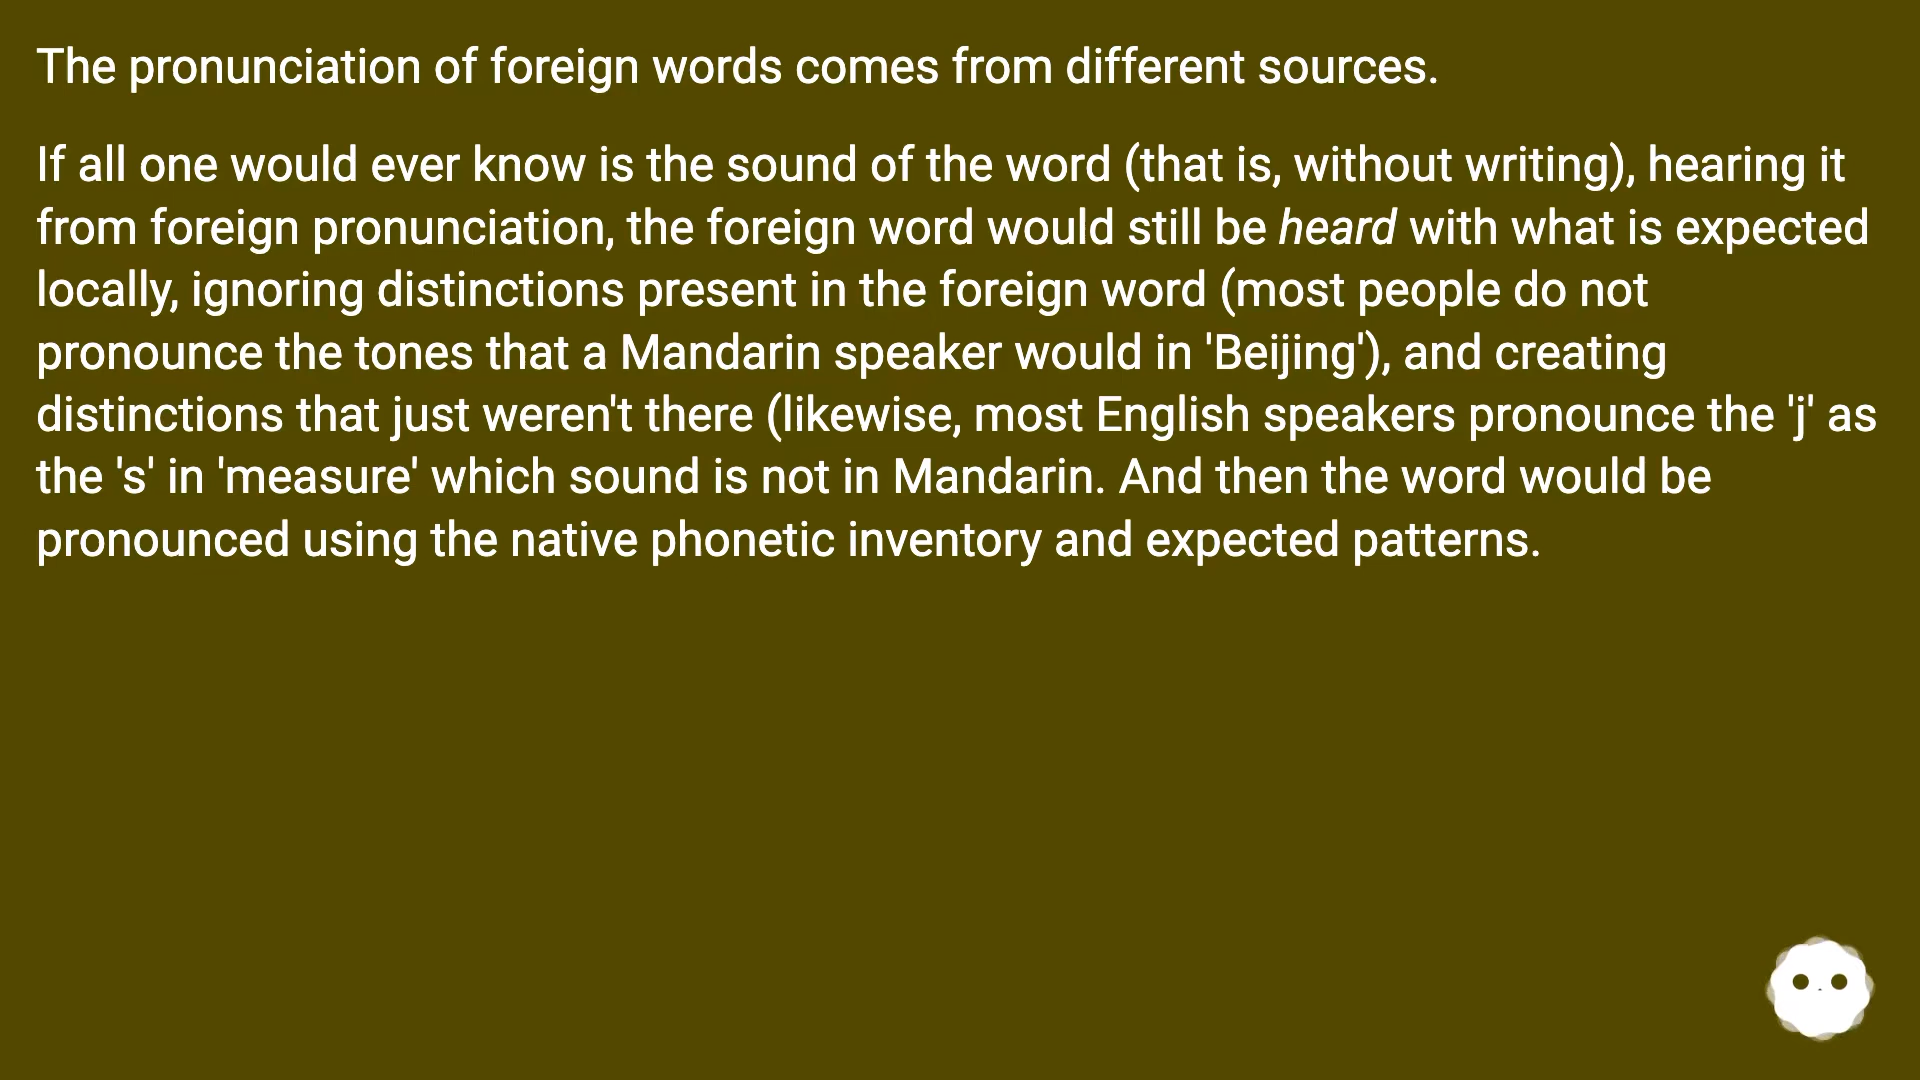 The pronunciation of foreign words comes from different sources.
If all one would ever know is the sound of the word (that is, without writing), hearing it
from foreign pronunciation, the foreign word would still be heard with what is expected
locally, ignoring distinctions present in the foreign word (most people do not
pronounce the tones that a Mandarin speaker would in 'Beijing'), and creating
distinctions that just weren't there (likewise, most English speakers pronounce the 'j' as
the 's' in 'measure' which sound is not in Mandarin. And then the word would be
pronounced using the native phonetic inventory and expected patterns.